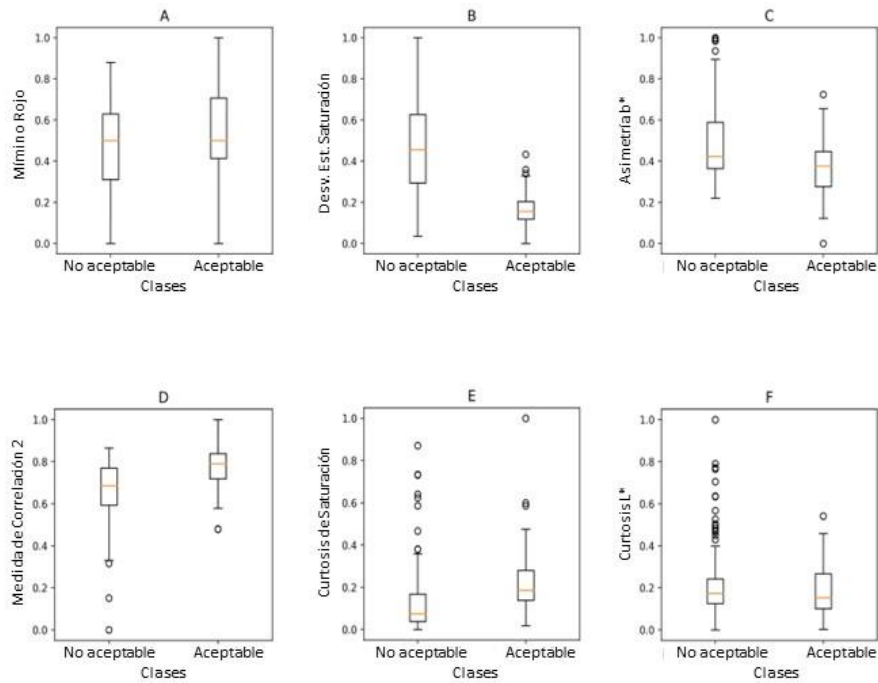 A
Mímin o Rojo
1.0
0.8
0.6
0.4
0.2
0.0
No aceptable Aceptable
Clases
B
Desv. Est. Saturación
1.0
0.8
0.6
0.4
0.2
0.0
No aceptable Aceptable
Clases
C
Asimetría b*
1.0
0.8
0.6
0.4
0.2
0.0
No aceptable Aceptable
Clases
D
Medida de Correlación 2
1.0
0.8
0.6
0.4
0.2
0.0
No aceptable Aceptable
Clases
E
Curtosis de Saturación
1.0
0.8
0.6
0.4
0.2
0.0
No aceptable Aceptable
Clases
F
Curtosis L*
1.0
0.8
0.6
0.4
0.2
0.0
No aceptable Aceptable
Clases